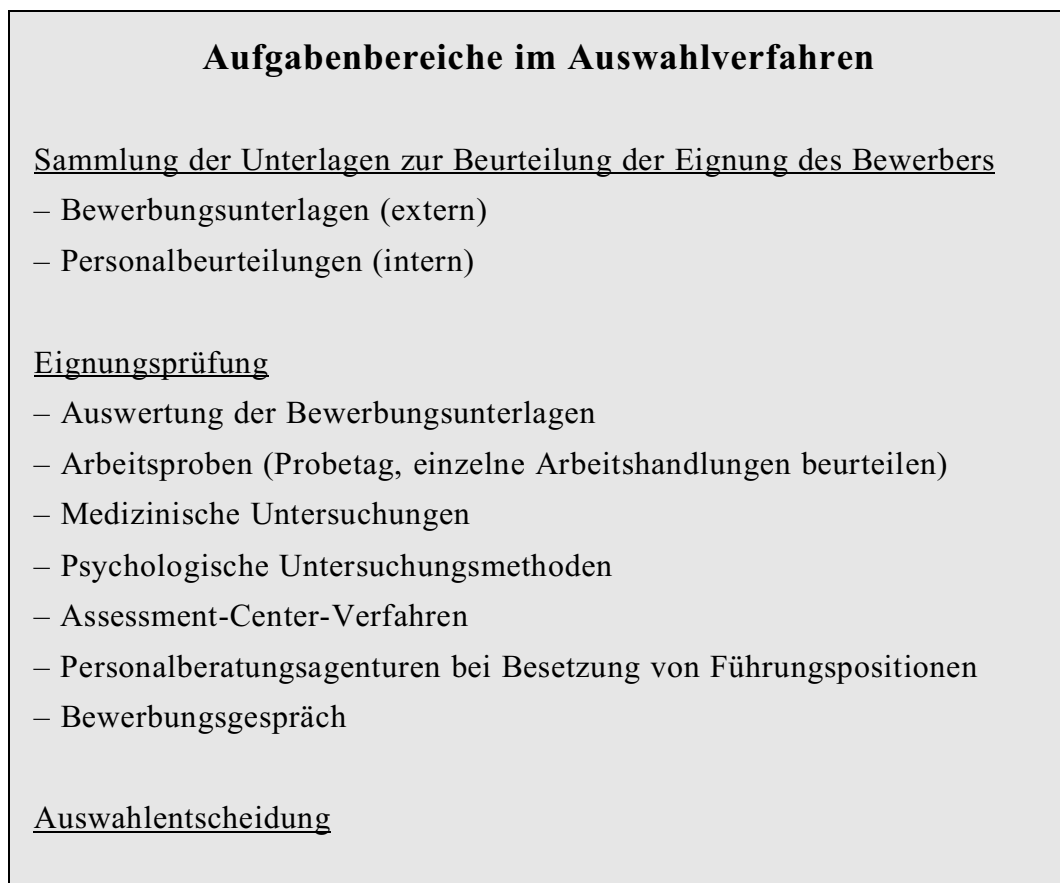 Aufgabenbereiche im Auswahlverfahren
Sammlung der Unterlagen zur Beurteilung der Eignung des Bewerbers
– Bewerbungsunterlagen (extern)
– Personalbeurteilungen (intern)
Eignungsprüfung
– Auswertung der Bewerbungsunterlagen
– Arbeitsproben (Probetag, einzelne Arbeitshandlungen beurteilen)
– Medizinische Untersuchungen
– Psychologische Untersuchungsmethoden
– Assessment-Center-Verfahren
– Personalberatungsagenturen bei Besetzung von Führungspositionen
– Bewerbungsgespräch
Auswahlentscheidung